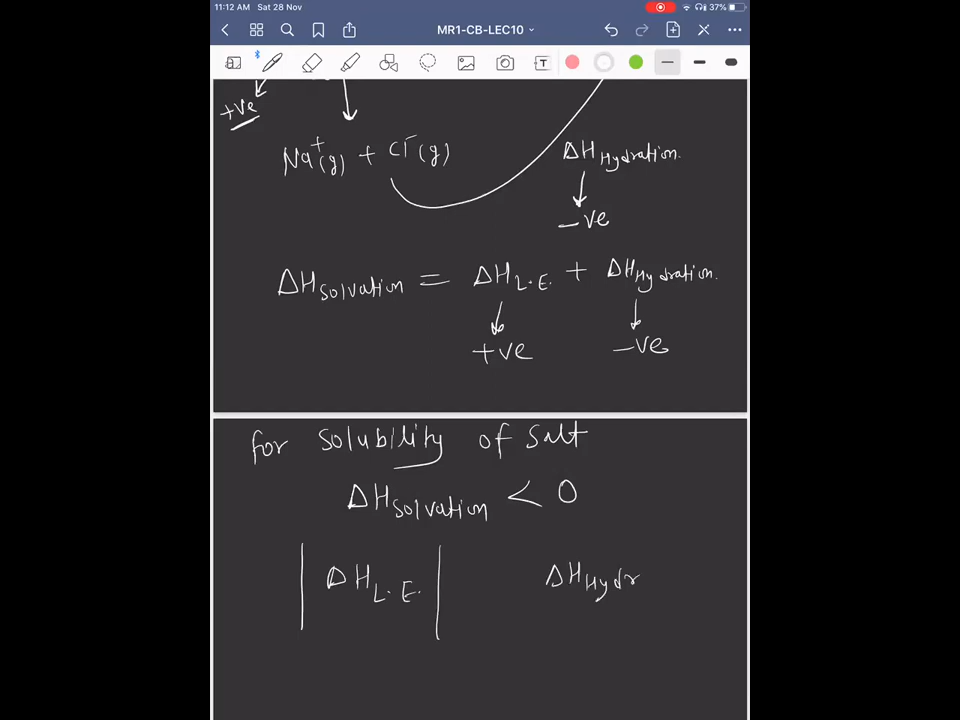 11:12 AM Sat 28 Nov
37%
MR1-CB-LEC10
T
+ve
Na⁺(g) + Cl⁻(g)
ΔH Hydration.
-ve
ΔH Solvation = ΔH L.E. + ΔH Hydration.
+ve -ve
for solubility of salt
ΔH Solvation < 0
|ΔH L.E.| ΔH Hydr